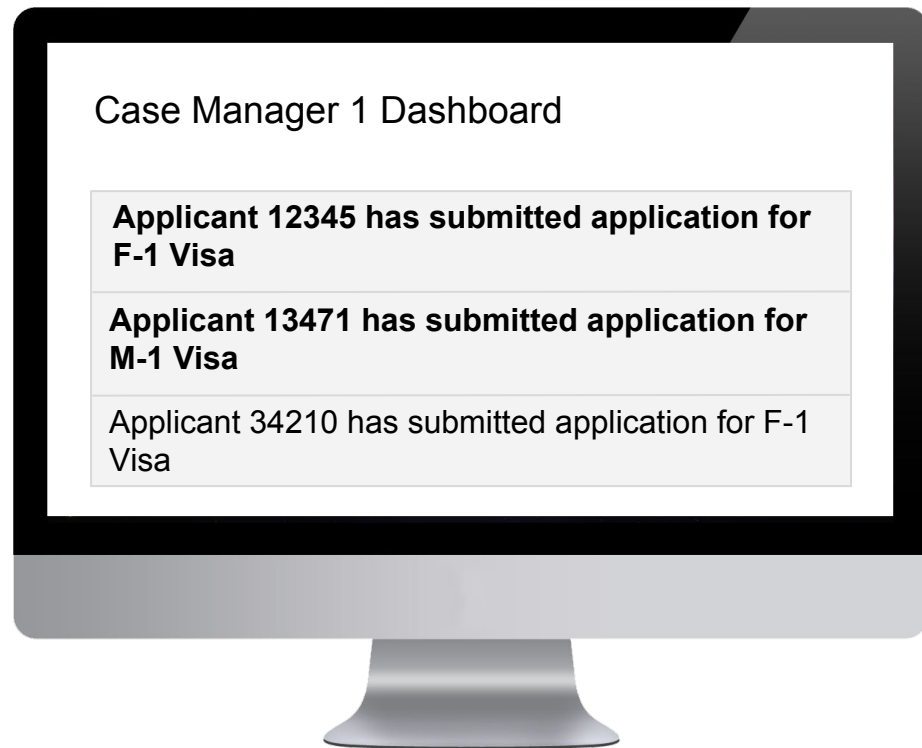 Case Manager 1 Dashboard
Applicant 12345 has submitted application for
F-1 Visa
Applicant 13471 has submitted application for
M-1 Visa
Applicant 34210 has submitted application for F-1
Visa